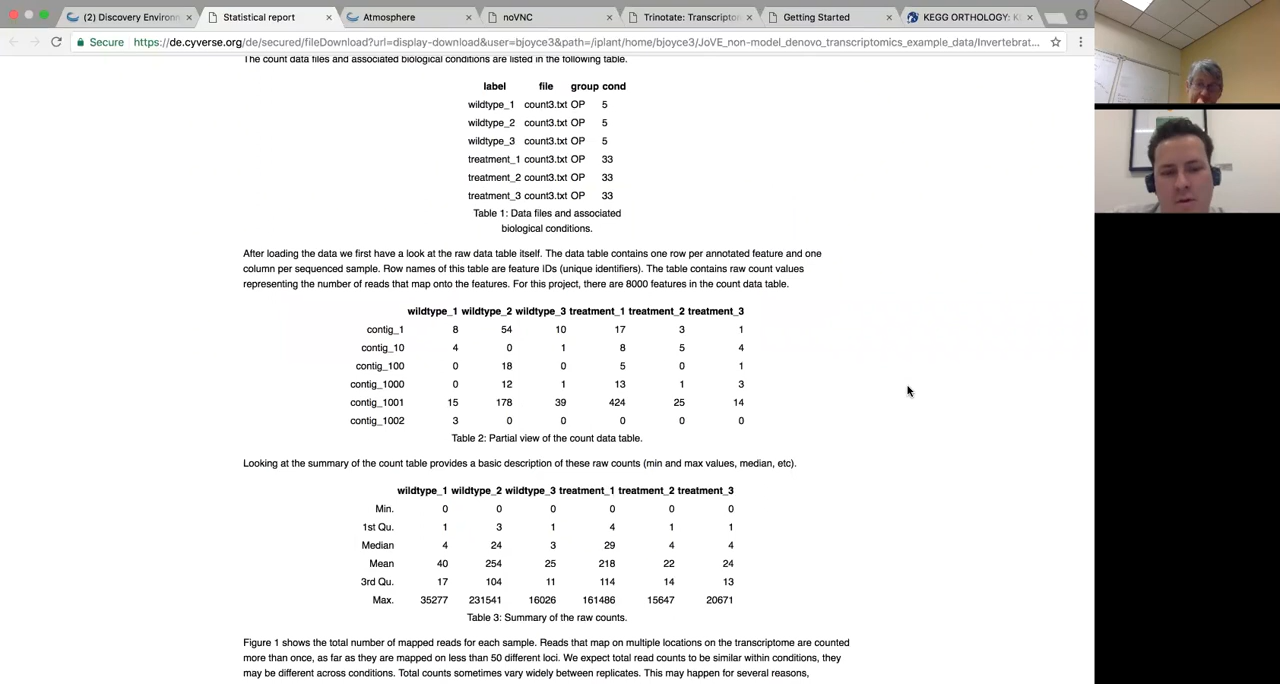 (2) Discovery Environm
Statistical report
Atmosphere
noVNC
Trinotate: Transcriptom
Getting Started
KEGG ORTHOLOGY: K
Secure https://de.cyverse.org/de/secured/fileDownload?url=display-download&user=bjoyce3&path=/iplant/home/bjoyce3/JoVE_non-model_denovo_transcriptomics_example_data/Invertebrat...
The count data files and associated biological conditions are listed in the following table.
label file group cond
wildtype_1 count3.txt OP 5
wildtype_2 count3.txt OP 5
wildtype_3 count3.txt OP 5
treatment_1 count3.txt OP 33
treatment_2 count3.txt OP 33
treatment_3 count3.txt OP 33
Table 1: Data files and associated
biological conditions.
After loading the data we first have a look at the raw data table itself. The data table contains one row per annotated feature and one
column per sequenced sample. Row names of this table are feature IDs (unique identifiers). The table contains raw count values
representing the number of reads that map onto the features. For this project, there are 8000 features in the count data table.
wildtype_1 wildtype_2 wildtype_3 treatment_1 treatment_2 treatment_3
contig_1 8 54 10 17 3 1
contig_10 4 0 1 8 5 4
contig_100 0 18 0 5 0 1
contig_1000 0 12 1 13 1 3
contig_1001 15 178 39 424 25 14
contig_1002 3 0 0 0 0 0
Table 2: Partial view of the count data table.
Looking at the summary of the count table provides a basic description of these raw counts (min and max values, median, etc).
wildtype_1 wildtype_2 wildtype_3 treatment_1 treatment_2 treatment_3
Min. 0 0 0 0 0 0
1st Qu. 1 3 1 4 1 1
Median 4 24 3 29 4 4
Mean 40 254 25 218 22 24
3rd Qu. 17 104 11 114 14 13
Max. 35277 231541 16026 161486 15647 20671
Table 3: Summary of the raw counts.
Figure 1 shows the total number of mapped reads for each sample. Reads that map on multiple locations on the transcriptome are counted
more than once, as far as they are mapped on less than 50 different loci. We expect total read counts to be similar within conditions, they
may be different across conditions. Total counts sometimes vary widely between replicates. This may happen for several reasons,